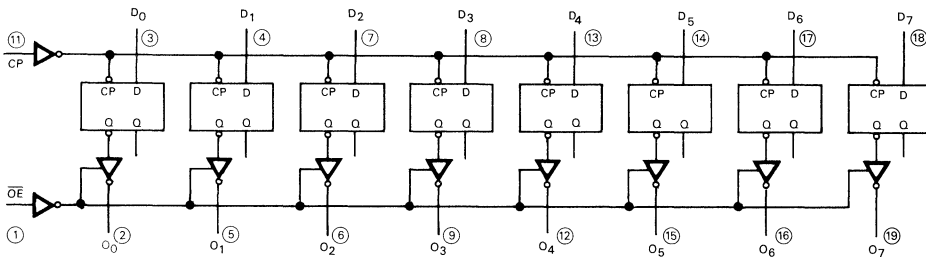 D0 D1 D2 D3 D4 D5 D6 D7
11 3 4 7 8 13 14 17 18
CP
CP D CP D CP D CP D CP D CP D CP D CP D
Q Q Q Q Q Q Q Q Q Q Q Q Q Q Q Q
OE
1 2 5 6 9 12 15 16 19
O0 O1 O2 O3 O4 O5 O6 O7